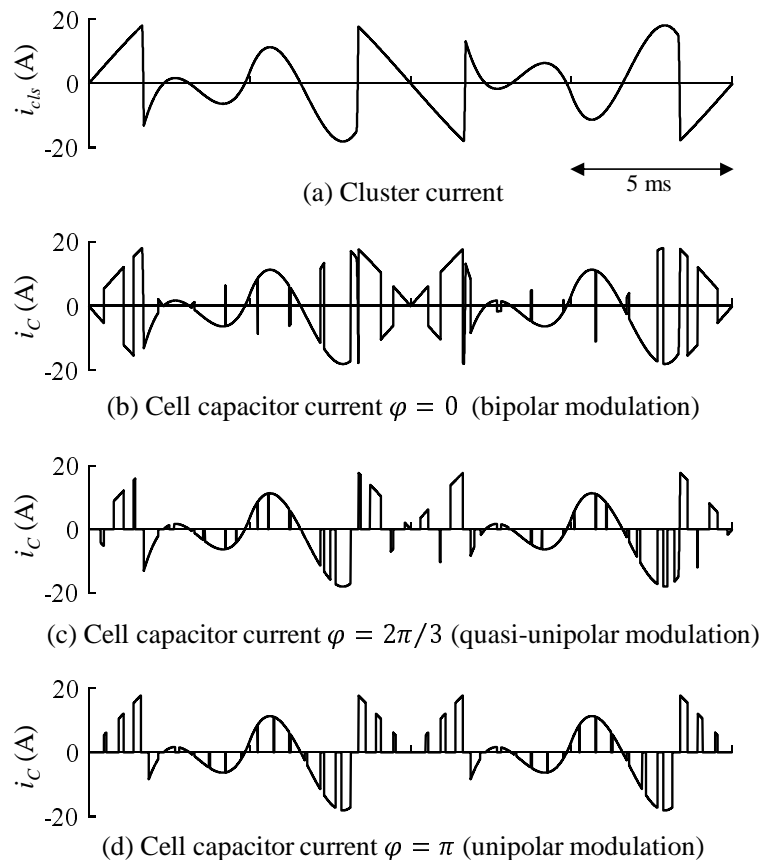 20
i_cls (A)
0
-20
5 ms
(a) Cluster current
20
i_C (A)
0
-20
(b) Cell capacitor current φ = 0 (bipolar modulation)
20
i_C (A)
0
-20
(c) Cell capacitor current φ = 2π/3 (quasi-unipolar modulation)
20
i_C (A)
0
-20
(d) Cell capacitor current φ = π (unipolar modulation)